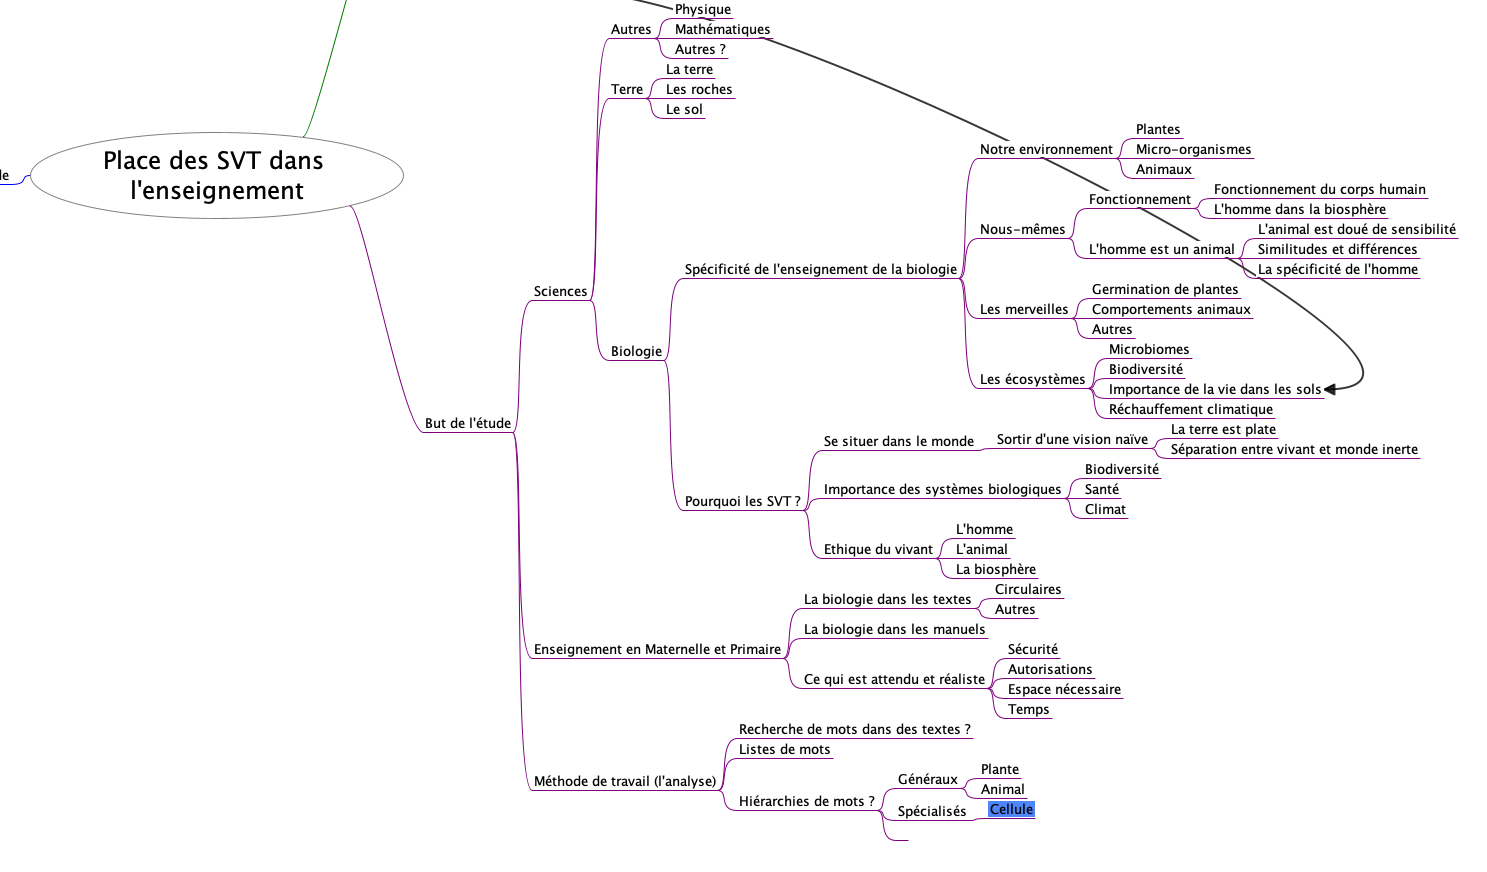 Physique
Autres
Mathématiques
Autres ?
La terre
Terre
Les roches
Le sol
Place des SVT dans
l'enseignement
le
Plantes
Notre environnement
Micro-organismes
Animaux
Fonctionnement du corps humain
Fonctionnement
L'homme dans la biosphère
Nous-mêmes
L'animal est doué de sensibilité
L'homme est un animal
Similitudes et différences
La spécificité de l'homme
Spécificité de l'enseignement de la biologie
Sciences
Germination de plantes
Les merveilles
Comportements animaux
Autres
Biologie
Microbiomes
Biodiversité
Les écosystèmes
Importance de la vie dans les sols
Réchauffement climatique
But de l'étude
La terre est plate
Se situer dans le monde
Sortir d'une vision naïve
Séparation entre vivant et monde inerte
Biodiversité
Importance des systèmes biologiques
Santé
Climat
Pourquoi les SVT ?
L'homme
Ethique du vivant
L'animal
La biosphère
Circulaires
La biologie dans les textes
Autres
La biologie dans les manuels
Enseignement en Maternelle et Primaire
Sécurité
Autorisations
Ce qui est attendu et réaliste
Espace nécessaire
Temps
Recherche de mots dans des textes ?
Listes de mots
Méthode de travail (l'analyse)
Plante
Généraux
Animal
Hiérarchies de mots ?
Spécialisés
Cellule